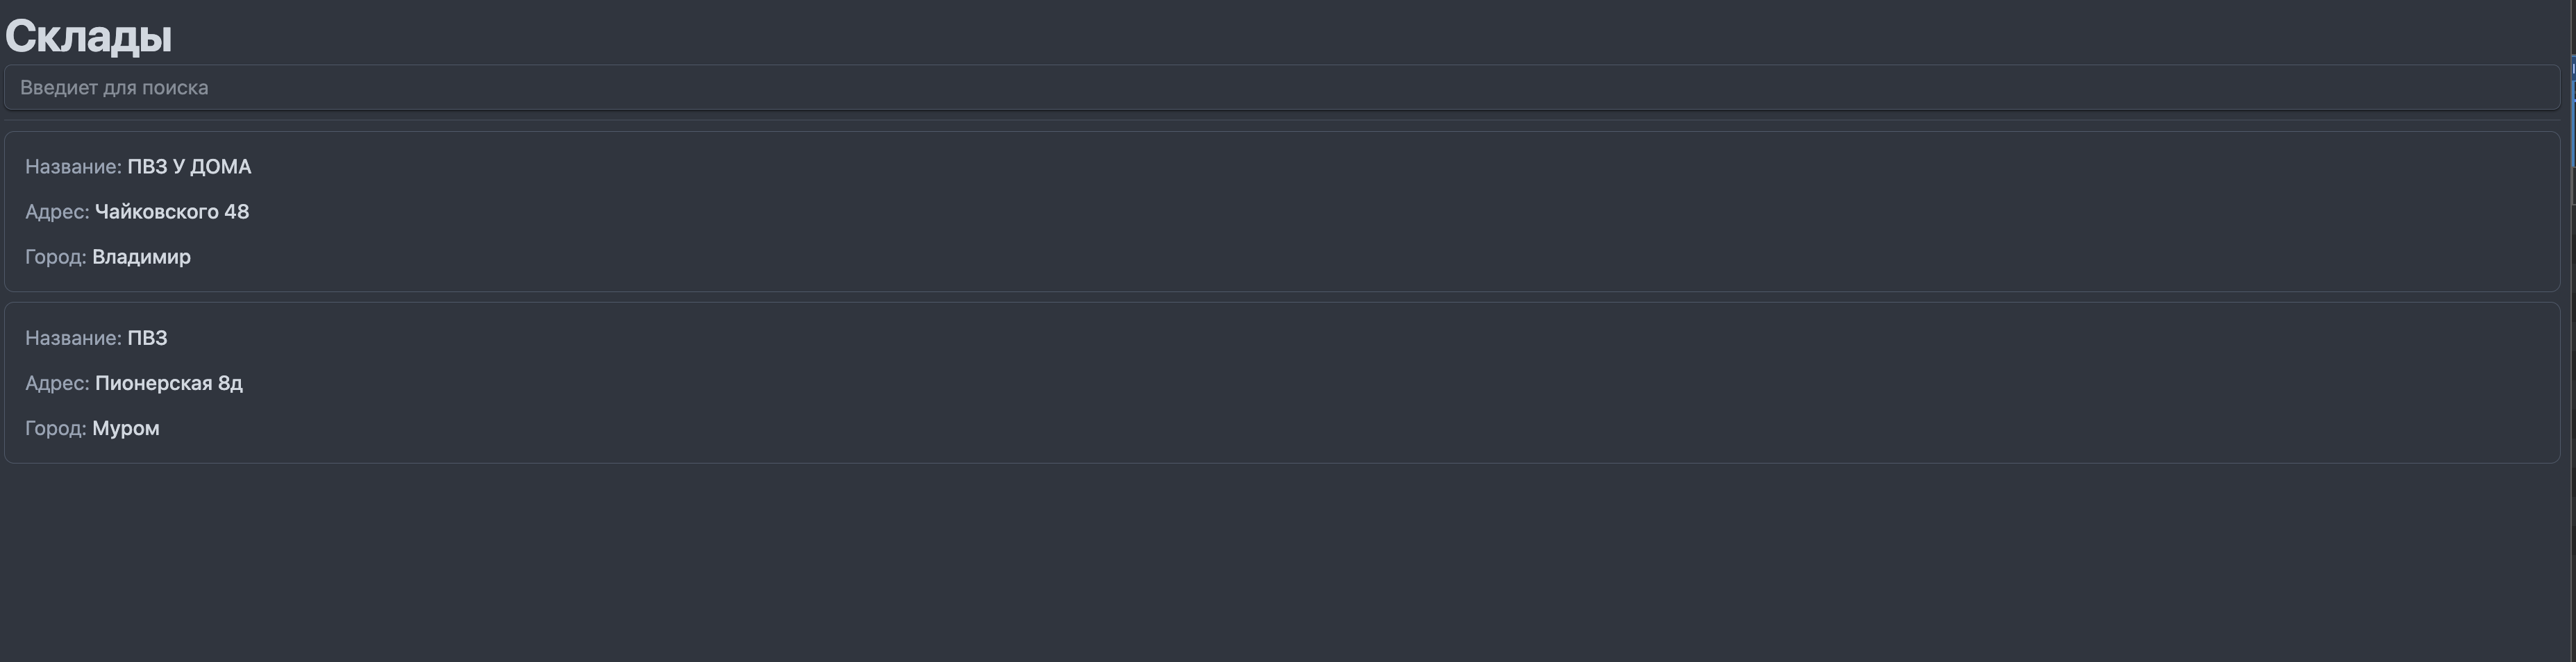 Склады
Введиет для поиска
Название: ПВЗ У ДОМА
Адрес: Чайковского 48
Город: Владимир
Название: ПВЗ
Адрес: Пионерская 8д
Город: Муром